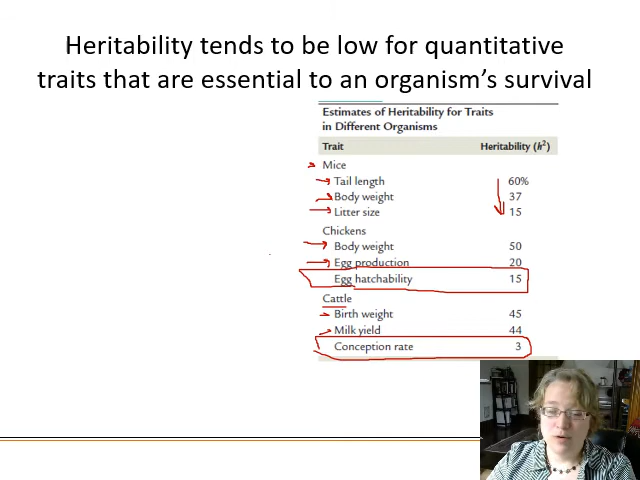 Heritability tends to be low for quantitative
traits that are essential to an organism's survival
Estimates of Heritability for Traits
in Different Organisms
Trait Heritability (h²)
Mice
Tail length 60%
Body weight 37
Litter size 15
Chickens
Body weight 50
Egg production 20
Egg hatchability 15
Cattle
Birth weight 45
Milk yield 44
Conception rate 3